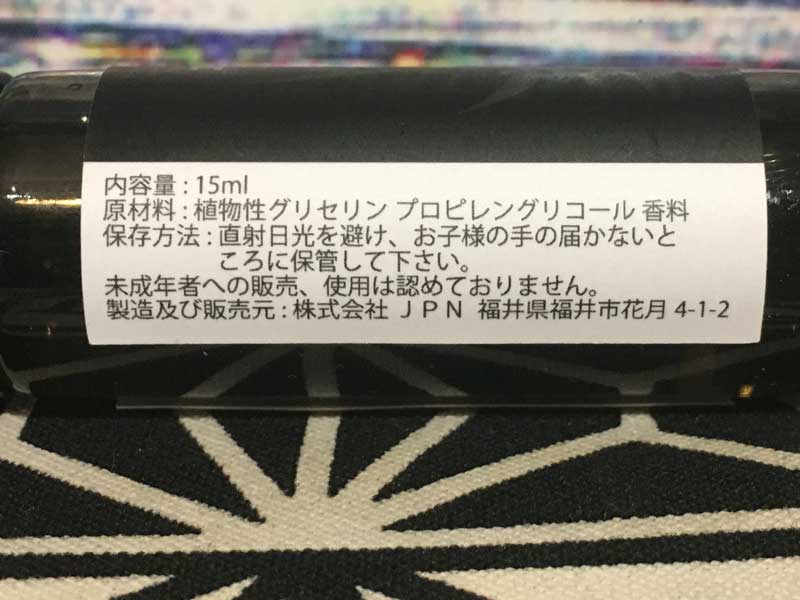 内容量 : 15ml
原材料 : 植物性グリセリン プロピレングリコール 香料
保存方法 : 直射日光を避け、お子様の手の届かないと
ころに保管して下さい。
未成年者への販売、使用は認めておりません。
製造及び販売元 : 株式会社 ＪＰＮ 福井県福井市花月 4-1-2